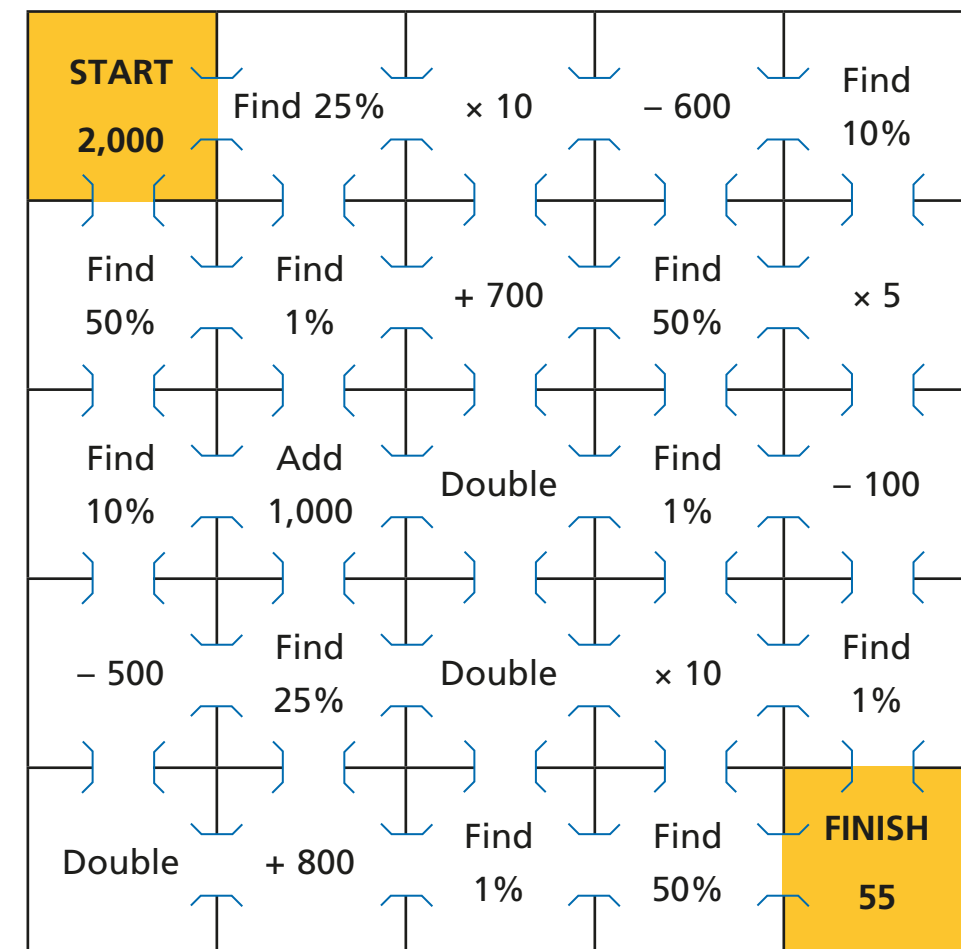 START
2,000
Find 25%
× 10
– 600
Find
10%
Find
50%
Find
1%
+ 700
Find
50%
× 5
Find
10%
Add
1,000
Double
Find
1%
– 100
– 500
Find
25%
Double
× 10
Find
1%
Double
+ 800
Find
1%
Find
50%
FINISH
55